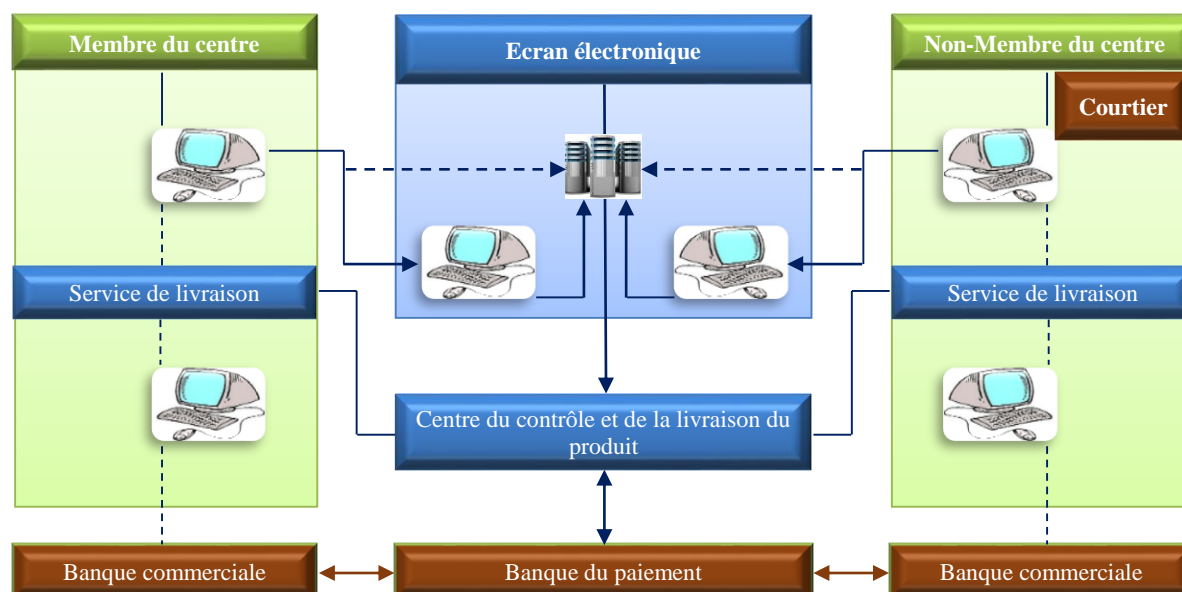 Membre du centre
Ecran électronique
Non-Membre du centre
Courtier
Service de livraison
Service de livraison
Centre du contrôle et de la livraison du
produit
Banque commerciale
Banque du paiement
Banque commerciale